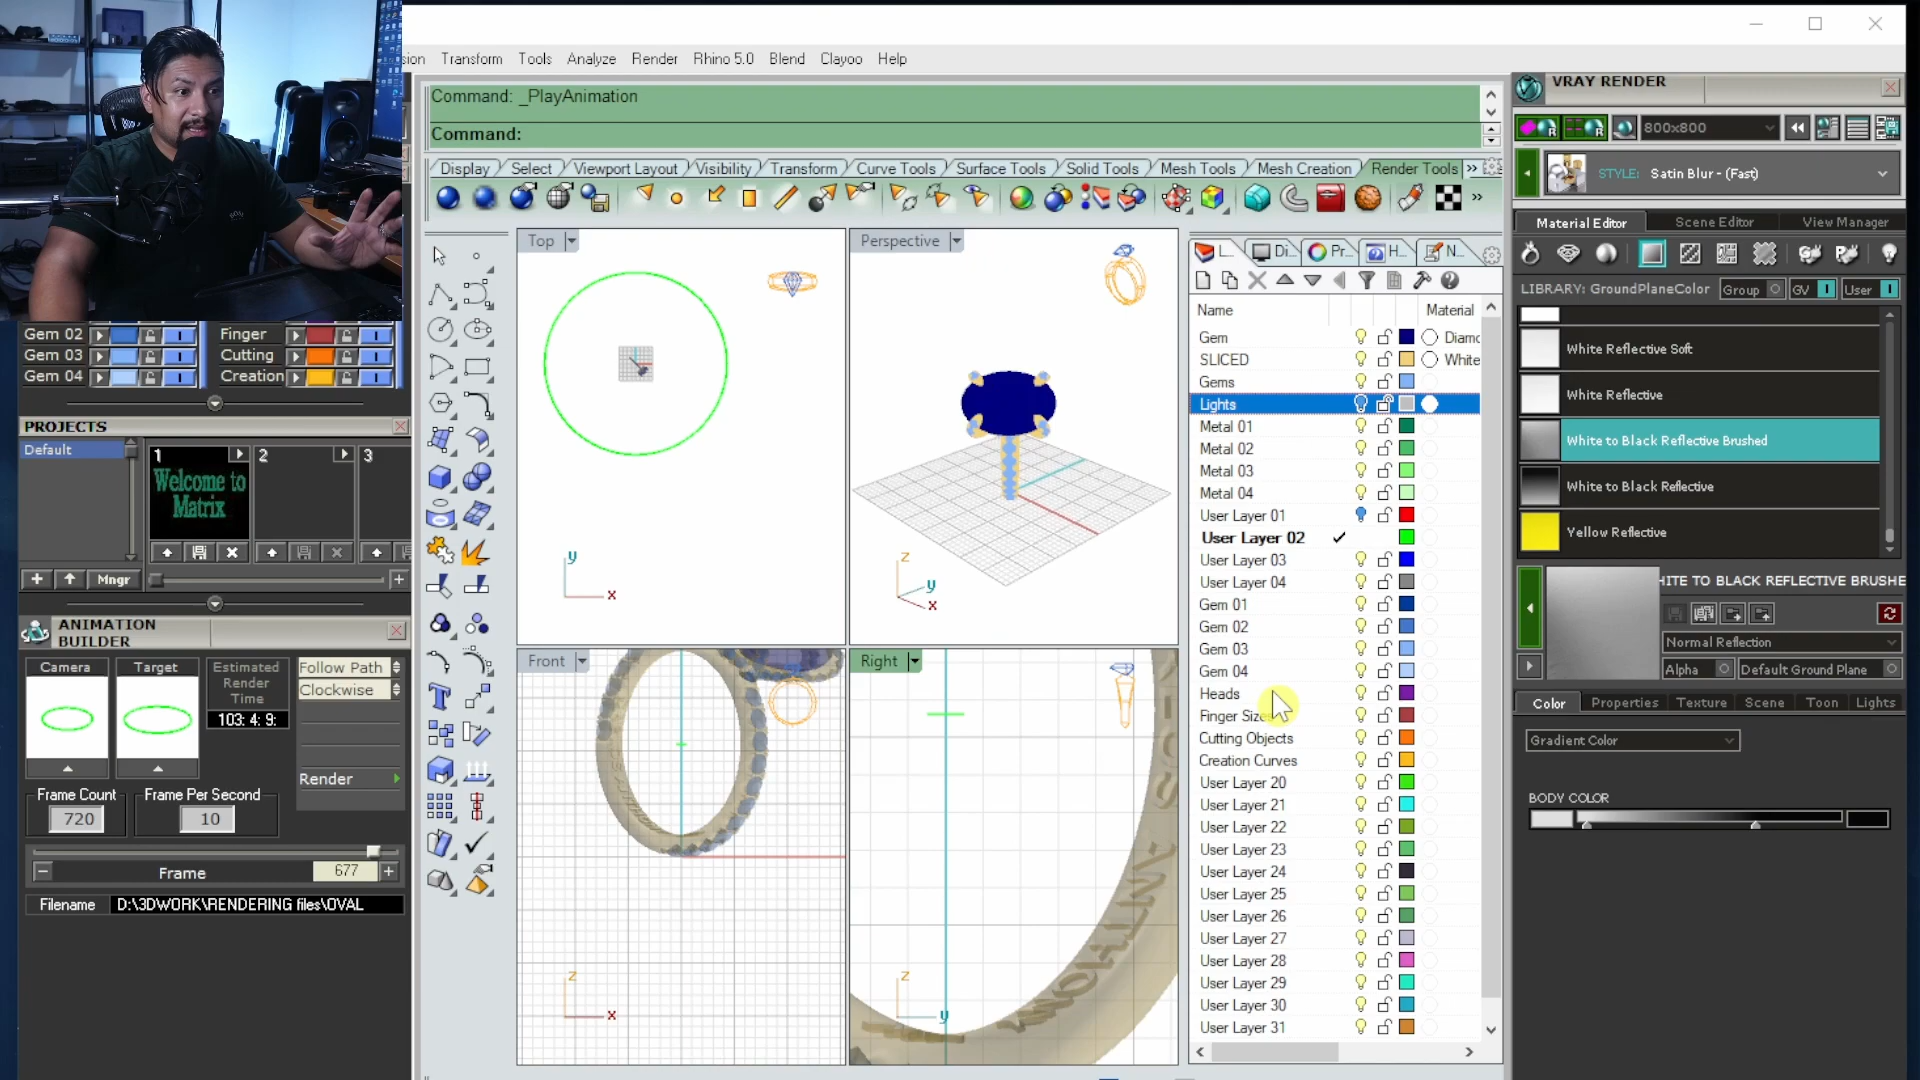 sion Transform Tools Analyze Render Rhino 5.0 Blend Clayoo Help
Command: _PlayAnimation
Command:
Display Select Viewport Layout Visibility Transform Curve Tools Surface Tools Solid Tools Mesh Tools Mesh Creation Render Tools »
Top
Perspective
Front
Right
y
x
z
y
x
z
x
z
y
Gem 02
Gem 03
Gem 04
Finger
Cutting
Creation
PROJECTS
Default
1
2
3
Welcome to
Matrix
Mngr
ANIMATION
BUILDER
Camera
Target
Estimated
Render
Time
103: 4: 9:
Follow Path
Clockwise
Render
Frame Count
720
Frame Per Second
10
Frame
677
Filename
D:\3DWORK\RENDERING files\OVAL
L...
Di...
Pr...
H...
N...
Name
Material
Gem Diamc
SLICED White
Gems
Lights
Metal 01
Metal 02
Metal 03
Metal 04
User Layer 01
User Layer 02
User Layer 03
User Layer 04
Gem 01
Gem 02
Gem 03
Gem 04
Heads
Finger Sizes
Cutting Objects
Creation Curves
User Layer 20
User Layer 21
User Layer 22
User Layer 23
User Layer 24
User Layer 25
User Layer 26
User Layer 27
User Layer 28
User Layer 29
User Layer 30
User Layer 31
VRAY RENDER
800x800
STYLE: Satin Blur - (Fast)
Material Editor
Scene Editor
View Manager
LIBRARY: GroundPlaneColor
Group
GV
User
White Reflective Soft
White Reflective
White to Black Reflective Brushed
White to Black Reflective
Yellow Reflective
HITE TO BLACK REFLECTIVE BRUSHE
Normal Reflection
Alpha
Default Ground Plane
Color Properties Texture Scene Toon Lights
Gradient Color
BODY COLOR